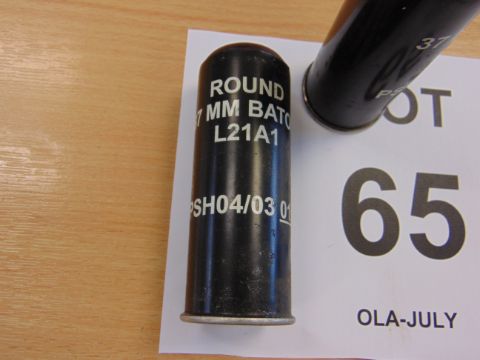 ROUND
7 MM BATO
L21A1
PSH04/03 01
37
OT
65
OLA-JULY